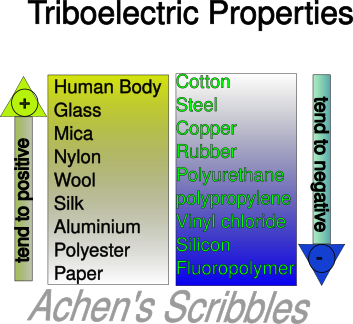 Triboelectric Properties
+
tend to positive
Human Body
Glass
Mica
Nylon
Wool
Silk
Aluminium
Polyester
Paper
Cotton
Steel
Copper
Rubber
Polyurethane
polypropylene
Vinyl chloride
Silicon
Fluoropolymer
tend to negative
-
Achen's Scribbles